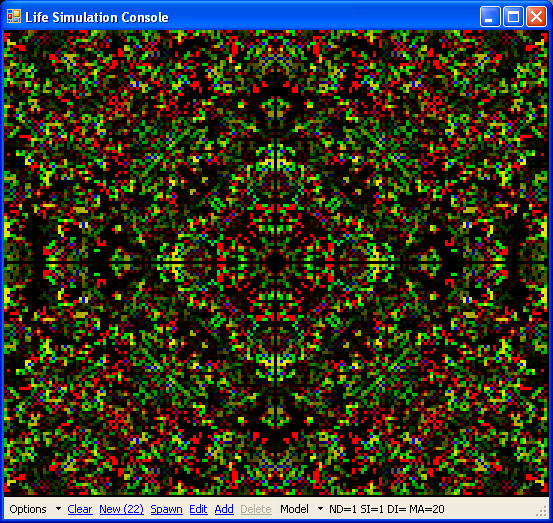 Life Simulation Console
Options Clear New (22) Spawn Edit Add Delete Model ND=1 SI=1 DI= MA=20